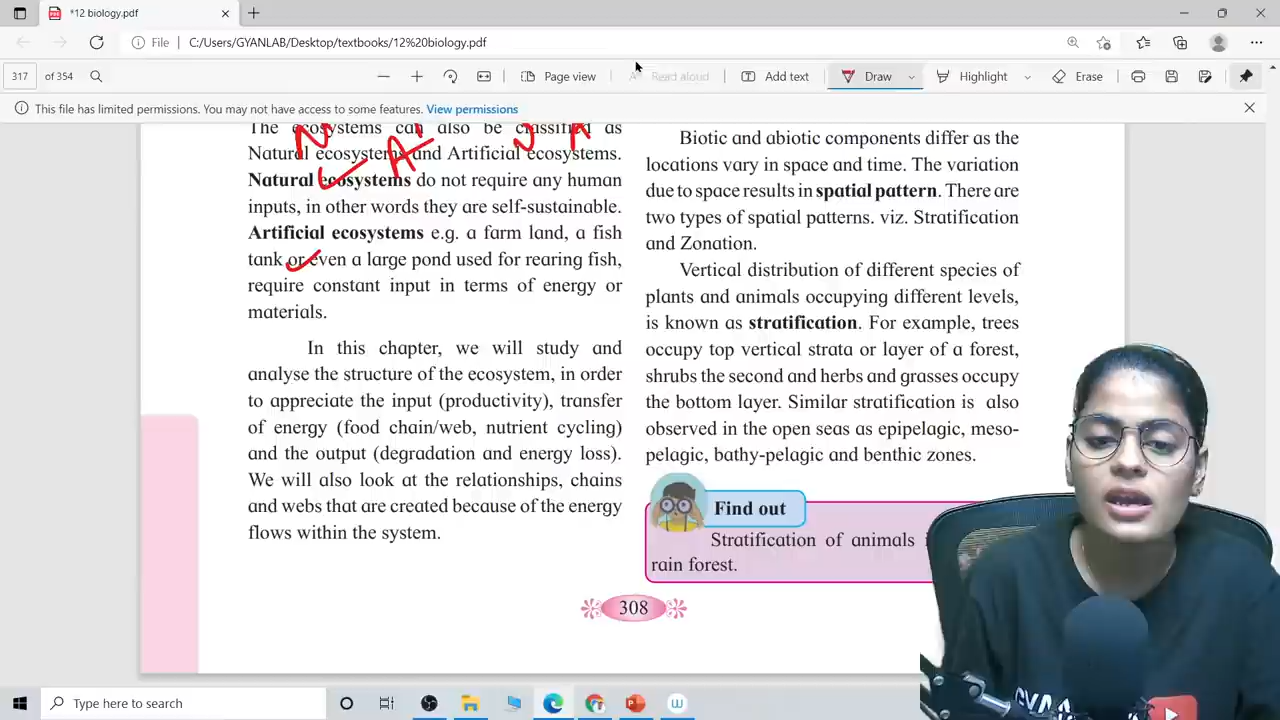 *12 biology.pdf
File C:/Users/GYANLAB/Desktop/textbooks/12%20biology.pdf
317 of 354 Page view Read aloud Add text Draw Highlight Erase
This file has limited permissions. You may not have access to some features. View permissions
The ecosystems can also be classified as
Natural ecosystems and Artificial ecosystems.
Natural ecosystems do not require any human
inputs, in other words they are self-sustainable.
Artificial ecosystems e.g. a farm land, a fish
tank or even a large pond used for rearing fish,
require constant input in terms of energy or
materials.
In this chapter, we will study and
analyse the structure of the ecosystem, in order
to appreciate the input (productivity), transfer
of energy (food chain/web, nutrient cycling)
and the output (degradation and energy loss).
We will also look at the relationships, chains
and webs that are created because of the energy
flows within the system.
Biotic and abiotic components differ as the
locations vary in space and time. The variation
due to space results in spatial pattern. There are
two types of spatial patterns. viz. Stratification
and Zonation.
Vertical distribution of different species of
plants and animals occupying different levels,
is known as stratification. For example, trees
occupy top vertical strata or layer of a forest,
shrubs the second and herbs and grasses occupy
the bottom layer. Similar stratification is also
observed in the open seas as epipelagic, meso-
pelagic, bathy-pelagic and benthic zones.
Find out
Stratification of animals
rain forest.
308
GYAN
Type here to search